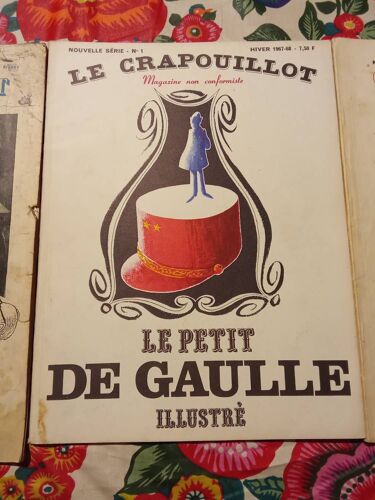 NOUVELLE SÉRIE - N° 1
HIVER 1967-68 - 7,50 F
LE CRAPOUILLOT
Magazine non conformiste
LE PETIT
DE GAULLE
ILLUSTRÉ